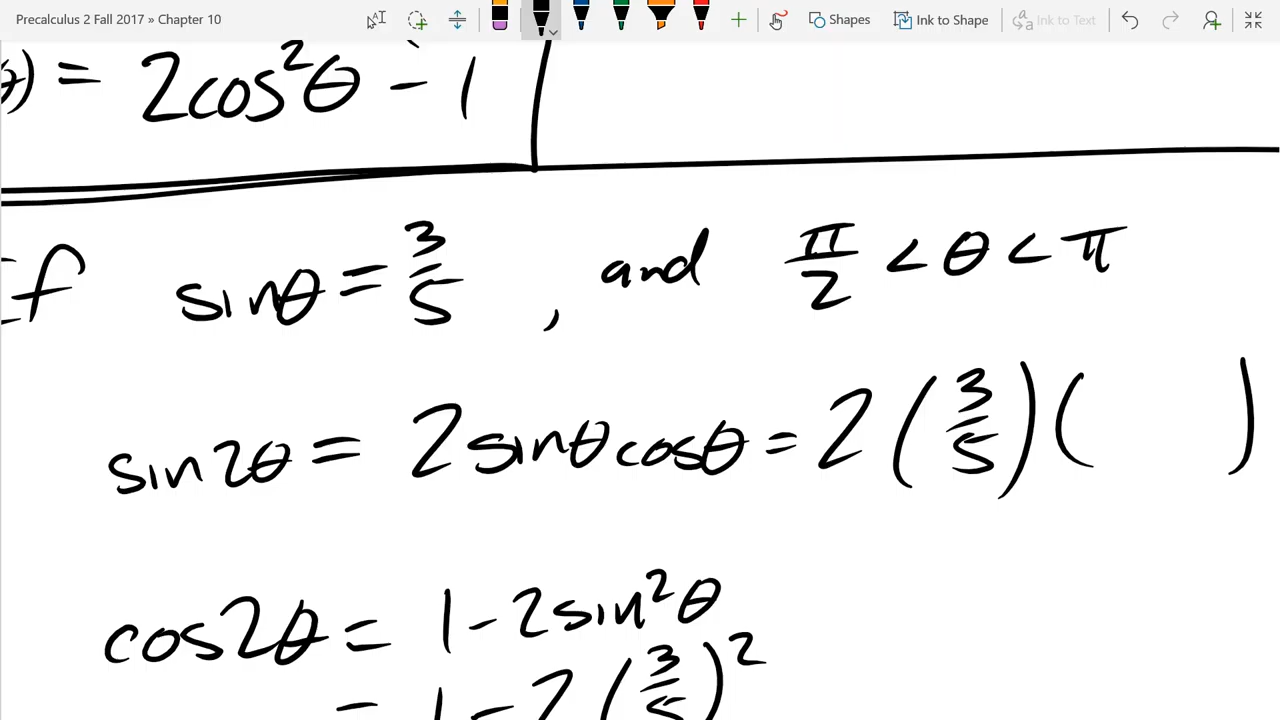 Precalculus 2 Fall 2017 » Chapter 10
Shapes
Ink to Shape
Ink to Text
θ) = 2cos²θ - 1
If sinθ = 3/5, and π/2 < θ < π
sin2θ = 2sinθcosθ = 2(3/5)( )
cos2θ = 1 - 2sin²θ
= 1 - 2(3/5)²